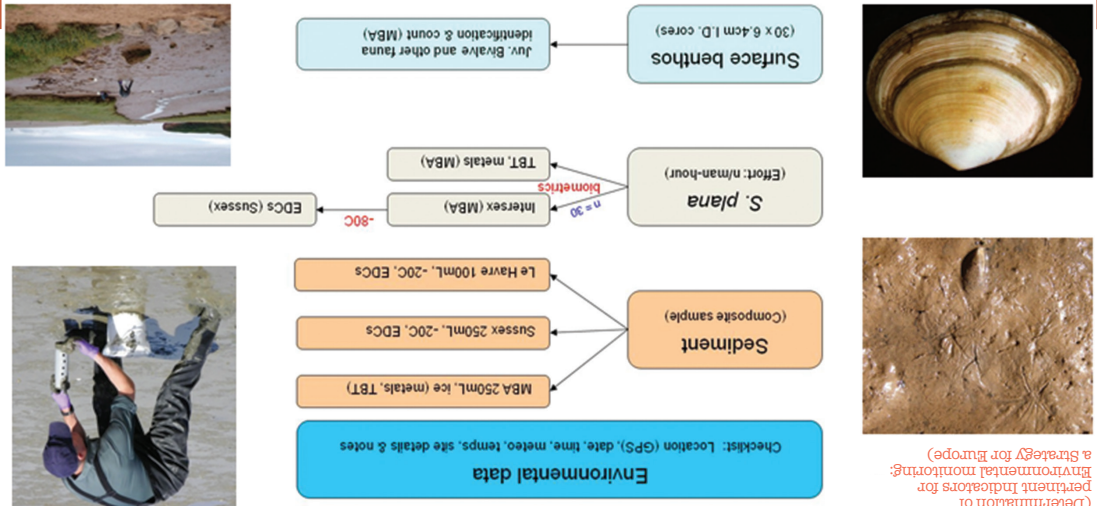 (Determination of
pertinent Indicators for
Environmental monitoring:
a Strategy for Europe)
Environmental data
Checklist: Location (GPS), date, time, meteo, temps, site details & notes
Sediment
(Composite sample)
MBA 250mL, ice (metals, TBT)
Sussex 250mL, -20C, EDCs
Le Havre 100mL, -20C, EDCs
S. plana
(Effort: n/man-hour)
n = 30
biometrics
Intersex (MBA)
-80C
EDCs (Sussex)
TBT, metals (MBA)
Surface benthos
(30 x 6.4cm I.D. cores)
Juv. Bivalve and other fauna
identification & count (MBA)